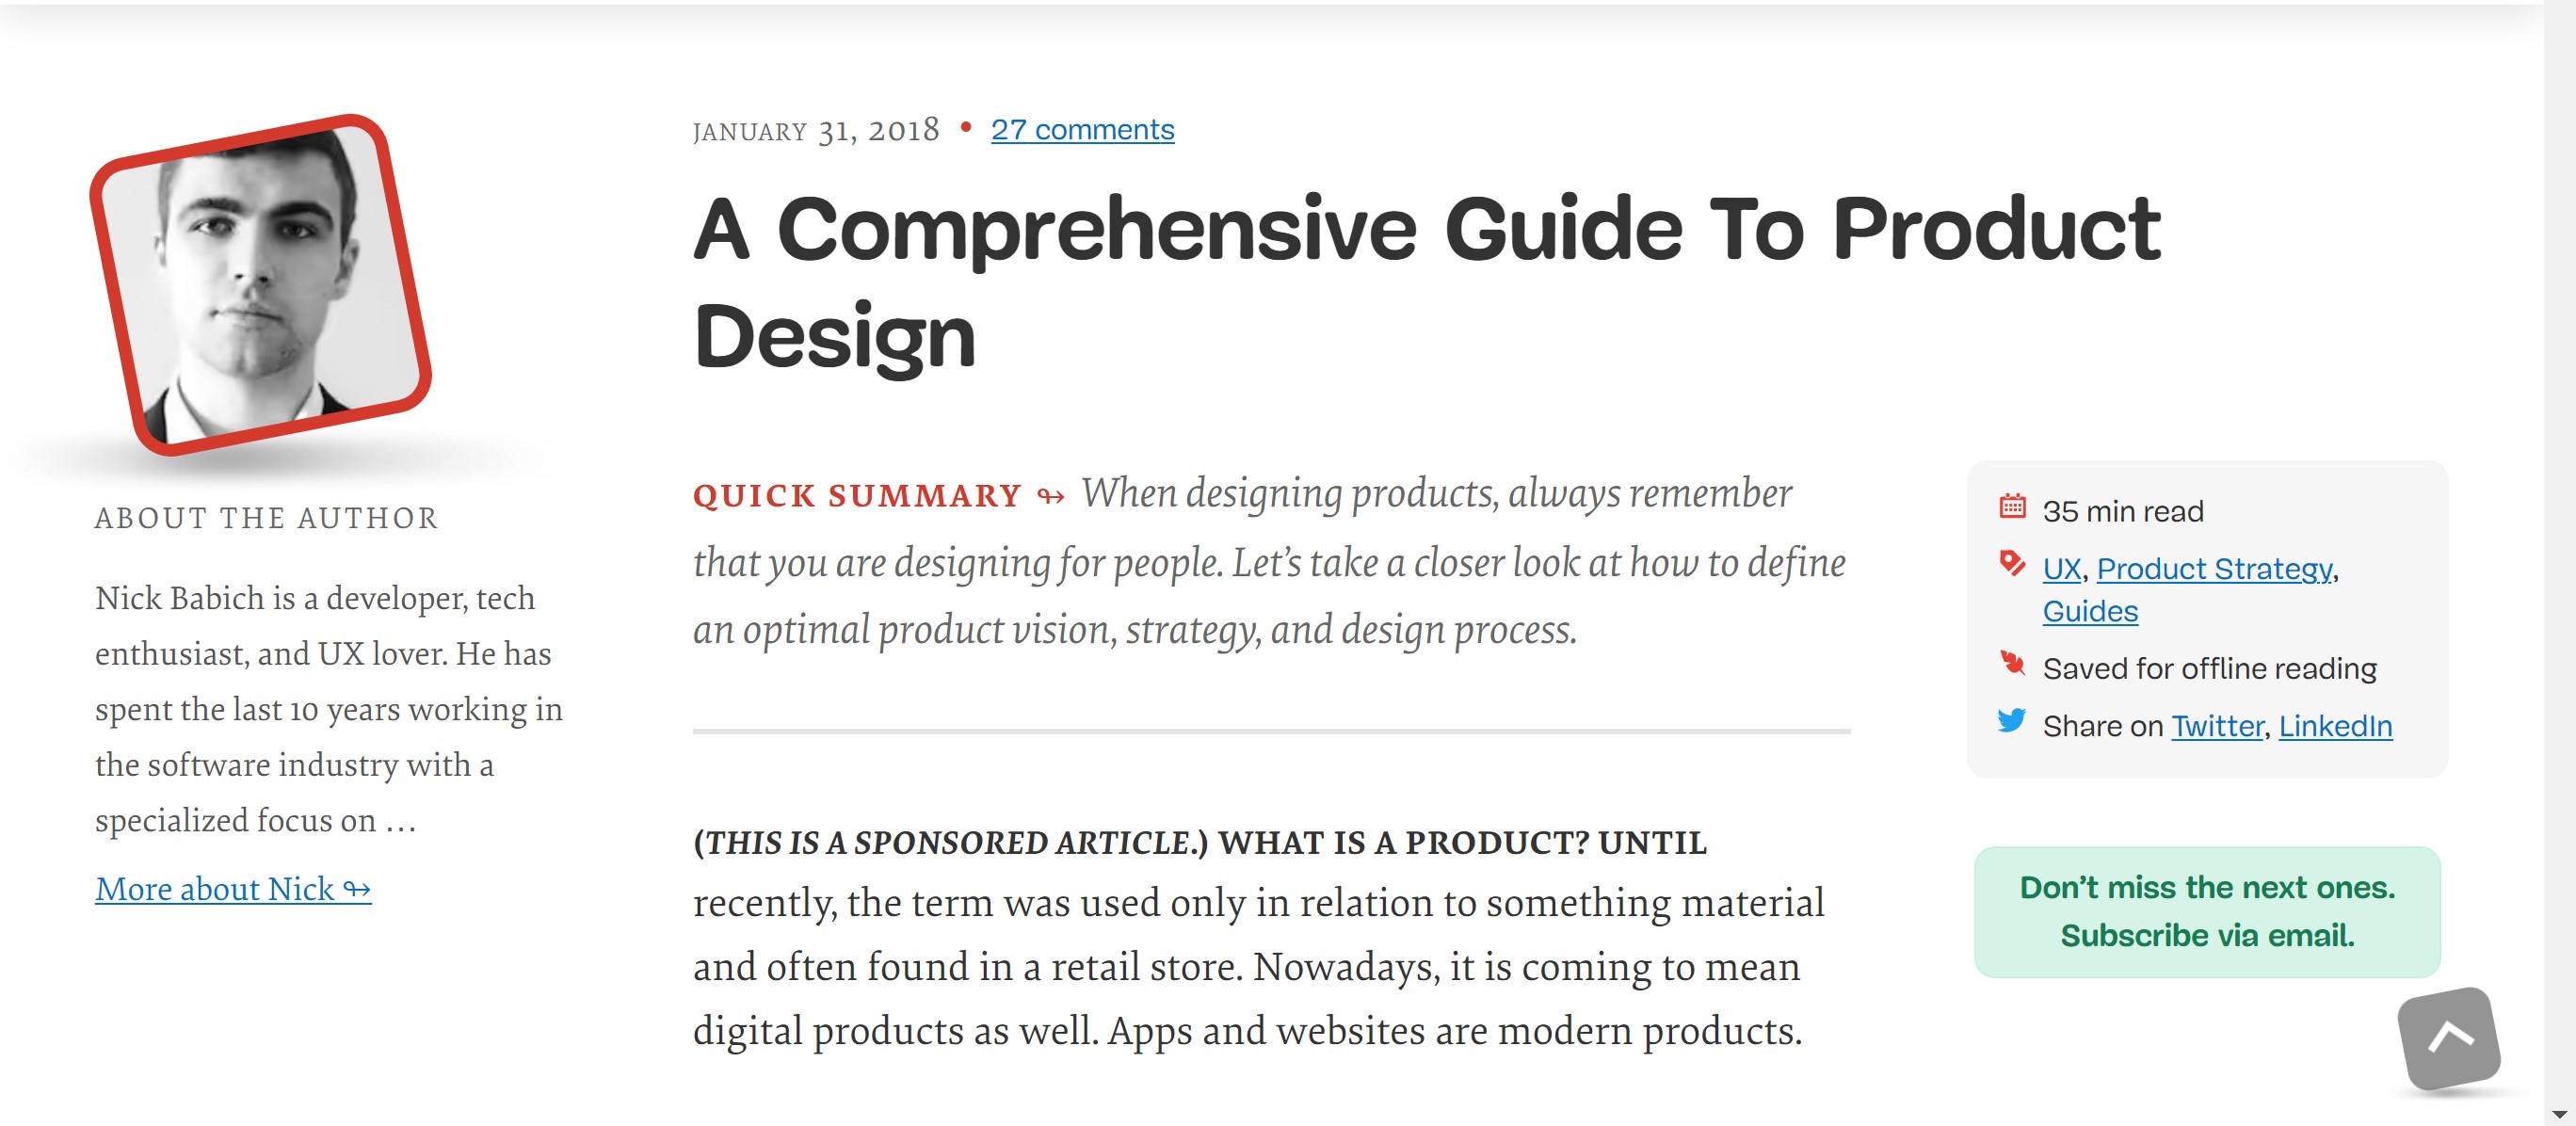 JANUARY 31, 2018 • 27 comments
A Comprehensive Guide To Product
Design
ABOUT THE AUTHOR
Nick Babich is a developer, tech
enthusiast, and UX lover. He has
spent the last 10 years working in
the software industry with a
specialized focus on …
More about Nick ↬
QUICK SUMMARY ↬ When designing products, always remember
that you are designing for people. Let’s take a closer look at how to define
an optimal product vision, strategy, and design process.
35 min read
UX, Product Strategy,
Guides
Saved for offline reading
Share on Twitter, LinkedIn
(THIS IS A SPONSORED ARTICLE.) WHAT IS A PRODUCT? UNTIL
recently, the term was used only in relation to something material
and often found in a retail store. Nowadays, it is coming to mean
digital products as well. Apps and websites are modern products.
Don’t miss the next ones.
Subscribe via email.